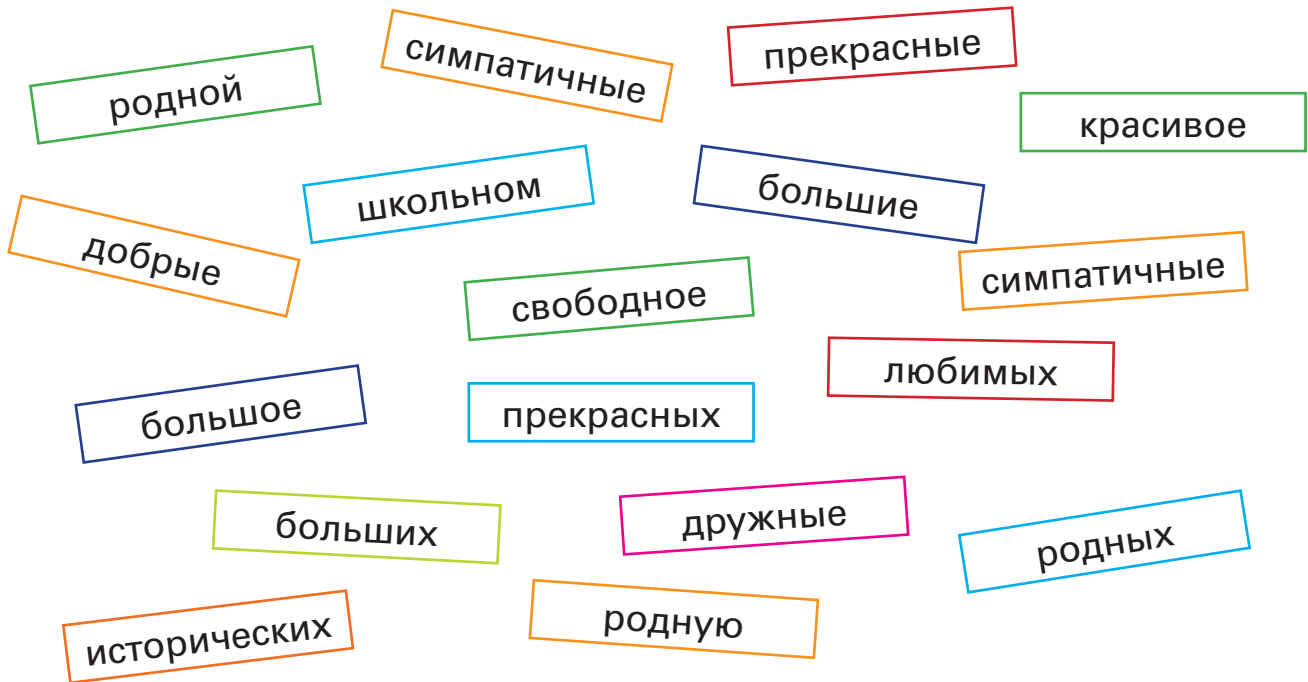 родной
симпатичные
прекрасные
красивое
школьном
большие
добрые
свободное
симпатичные
большое
прекрасных
любимых
больших
дружные
родных
исторических
родную